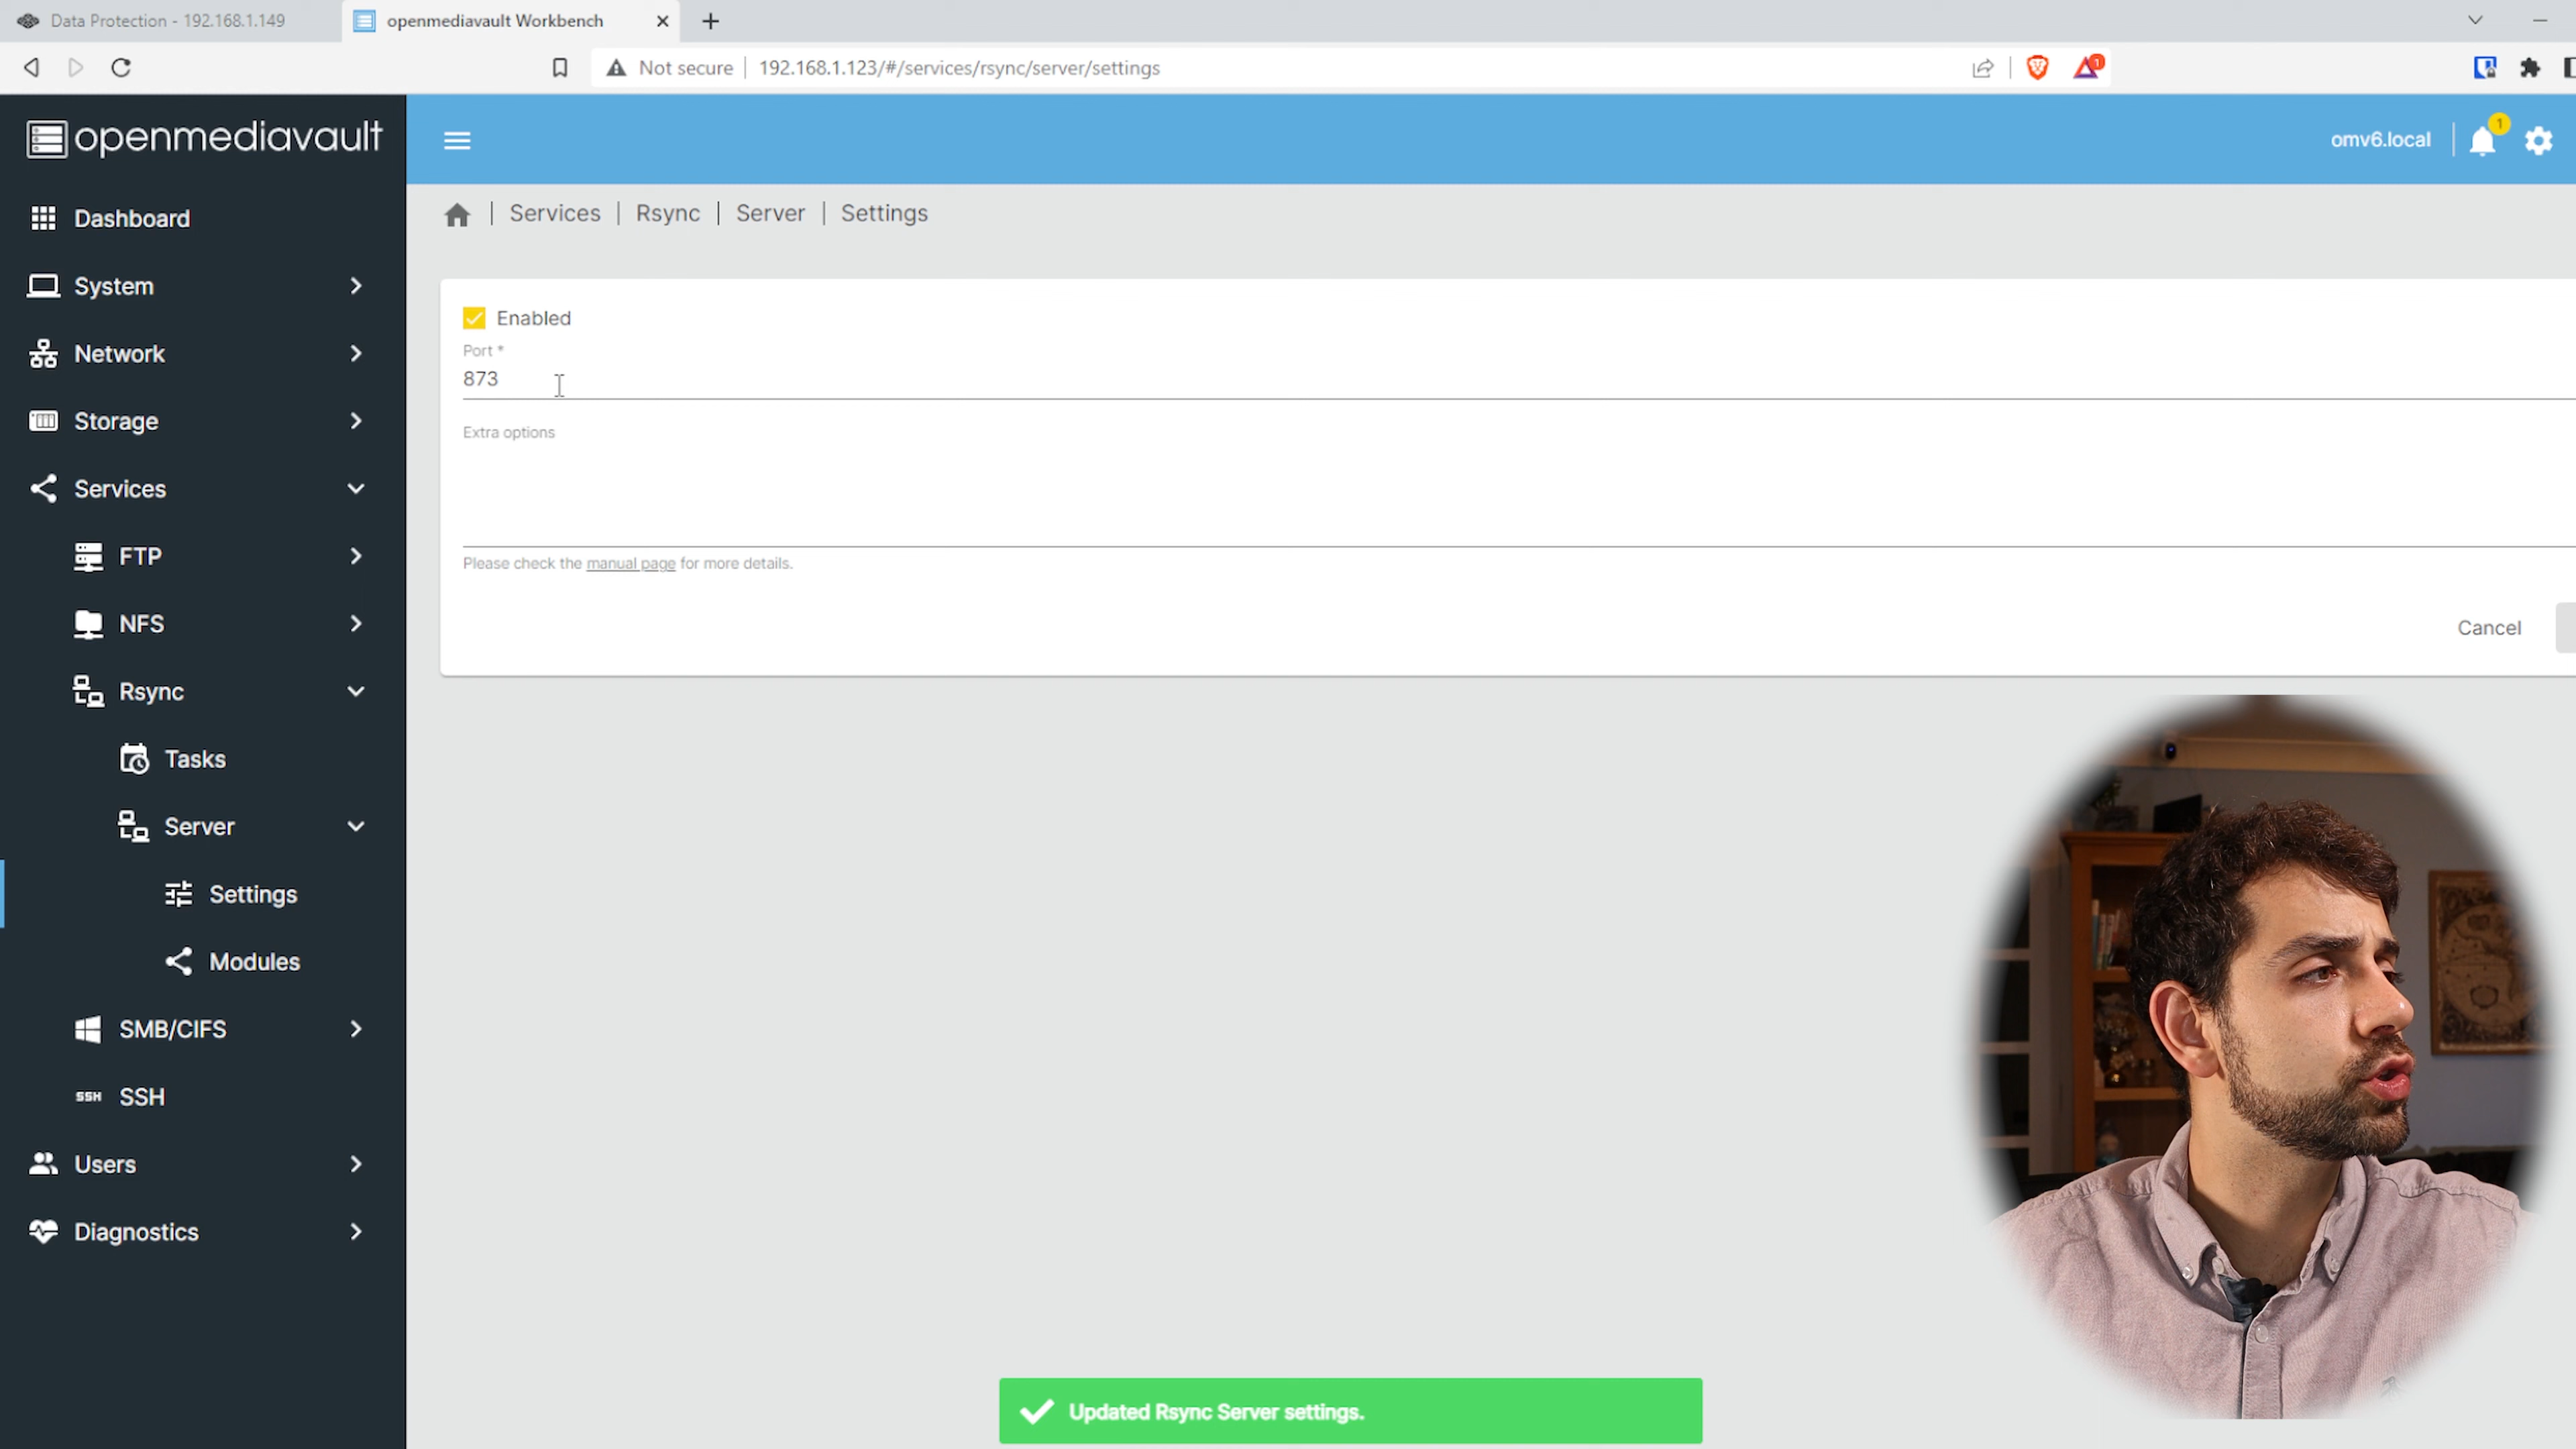 Data Protection - 192.168.1.149
openmediavault Workbench
Not secure
192.168.1.123/#/services/rsync/server/settings
1
openmediavault
omv6.local
1
Dashboard
System
Network
Storage
Services
FTP
NFS
Rsync
Tasks
Server
Settings
Modules
SMB/CIFS
SSH SSH
Users
Diagnostics
Services | Rsync | Server | Settings
Enabled
Port *
873
Extra options
Please check the manual page for more details.
Cancel
Updated Rsync Server settings.